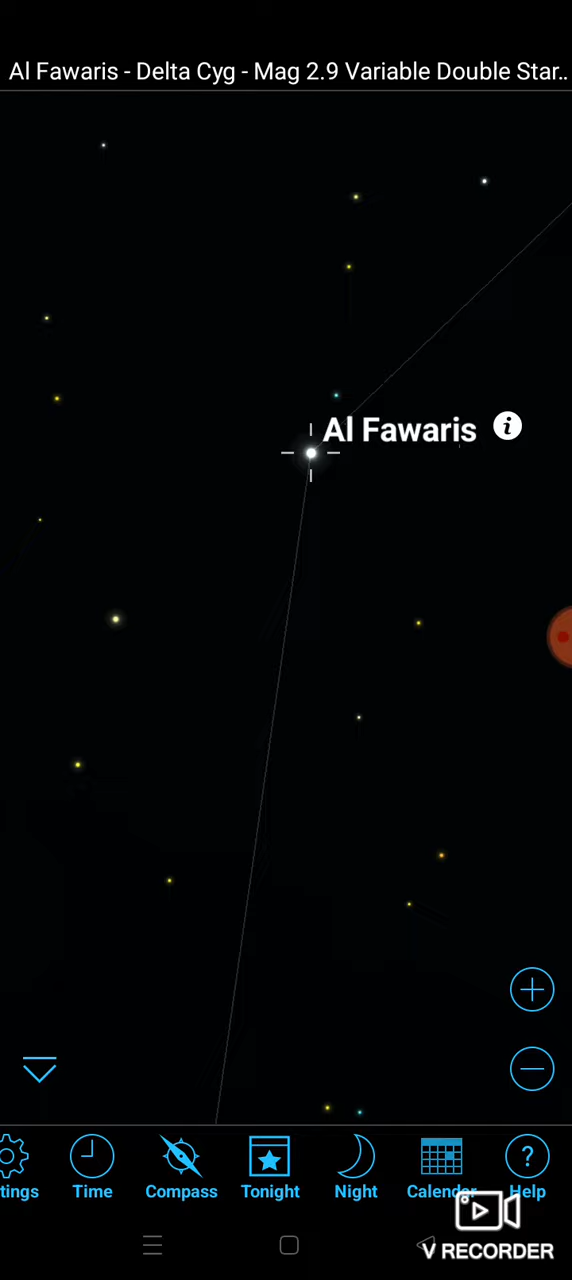 Al Fawaris - Delta Cyg - Mag 2.9 Variable Double Star..
Al Fawaris
tings Time Compass Tonight Night Calendar Help
V RECORDER